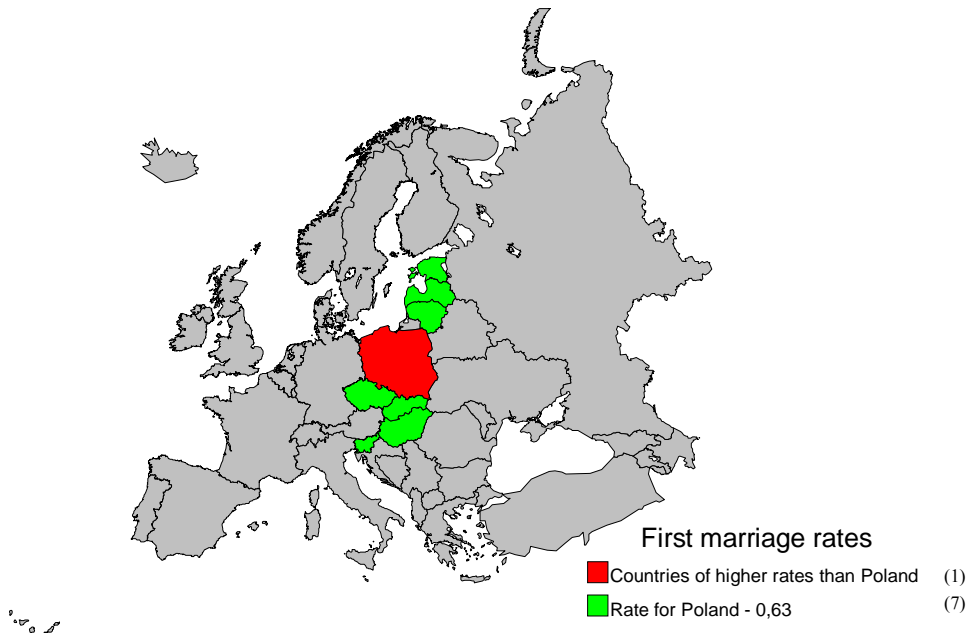 First marriage rates
Countries of higher rates than Poland (1)
Rate for Poland - 0,63 (7)